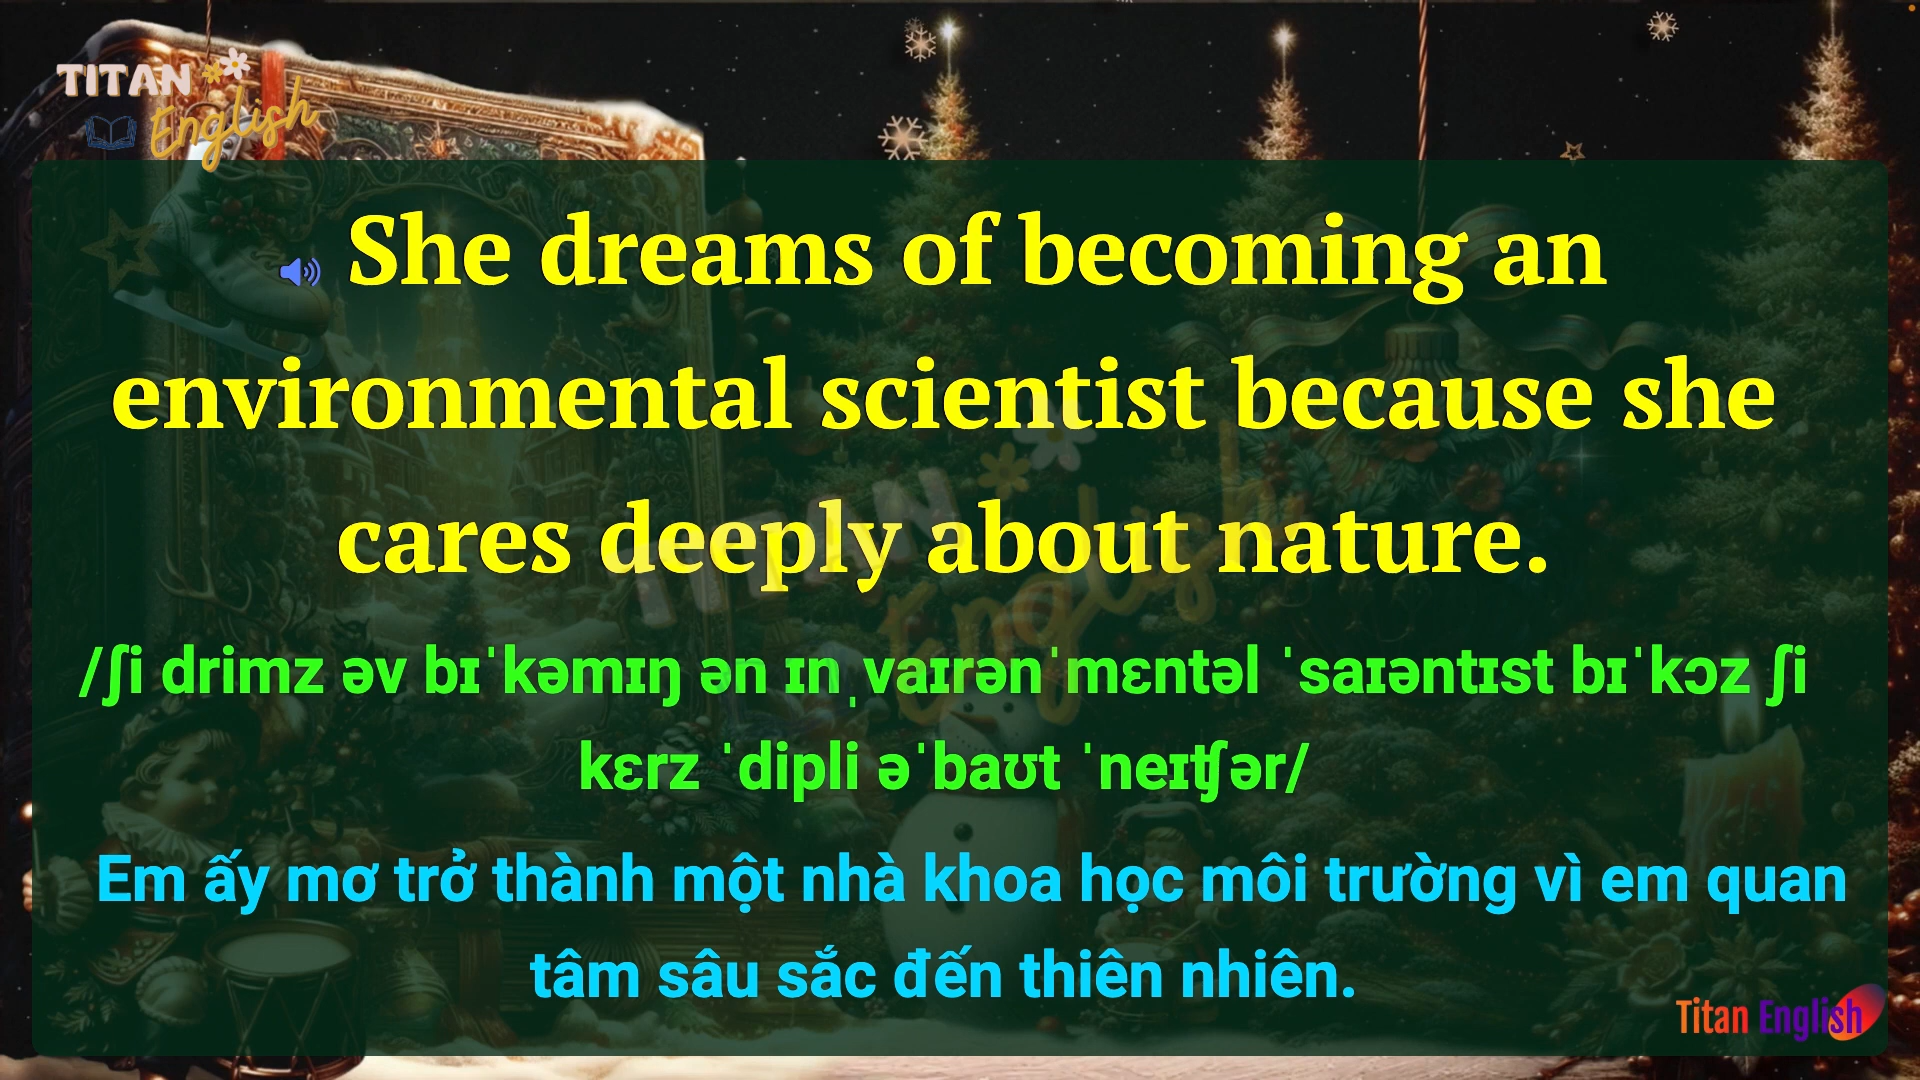 TITAN
English
She dreams of becoming an
environmental scientist because she
cares deeply about nature.
TITAN
English
/ʃi drimz əv bɪˈkəmɪŋ ən ɪnˌvaɪrənˈmɛntəl ˈsaɪəntɪst bɪˈkɔz ʃi
kɛrz ˈdipli əˈbaʊt ˈneɪʧər/
Em ấy mơ trở thành một nhà khoa học môi trường vì em quan
tâm sâu sắc đến thiên nhiên.
Titan English